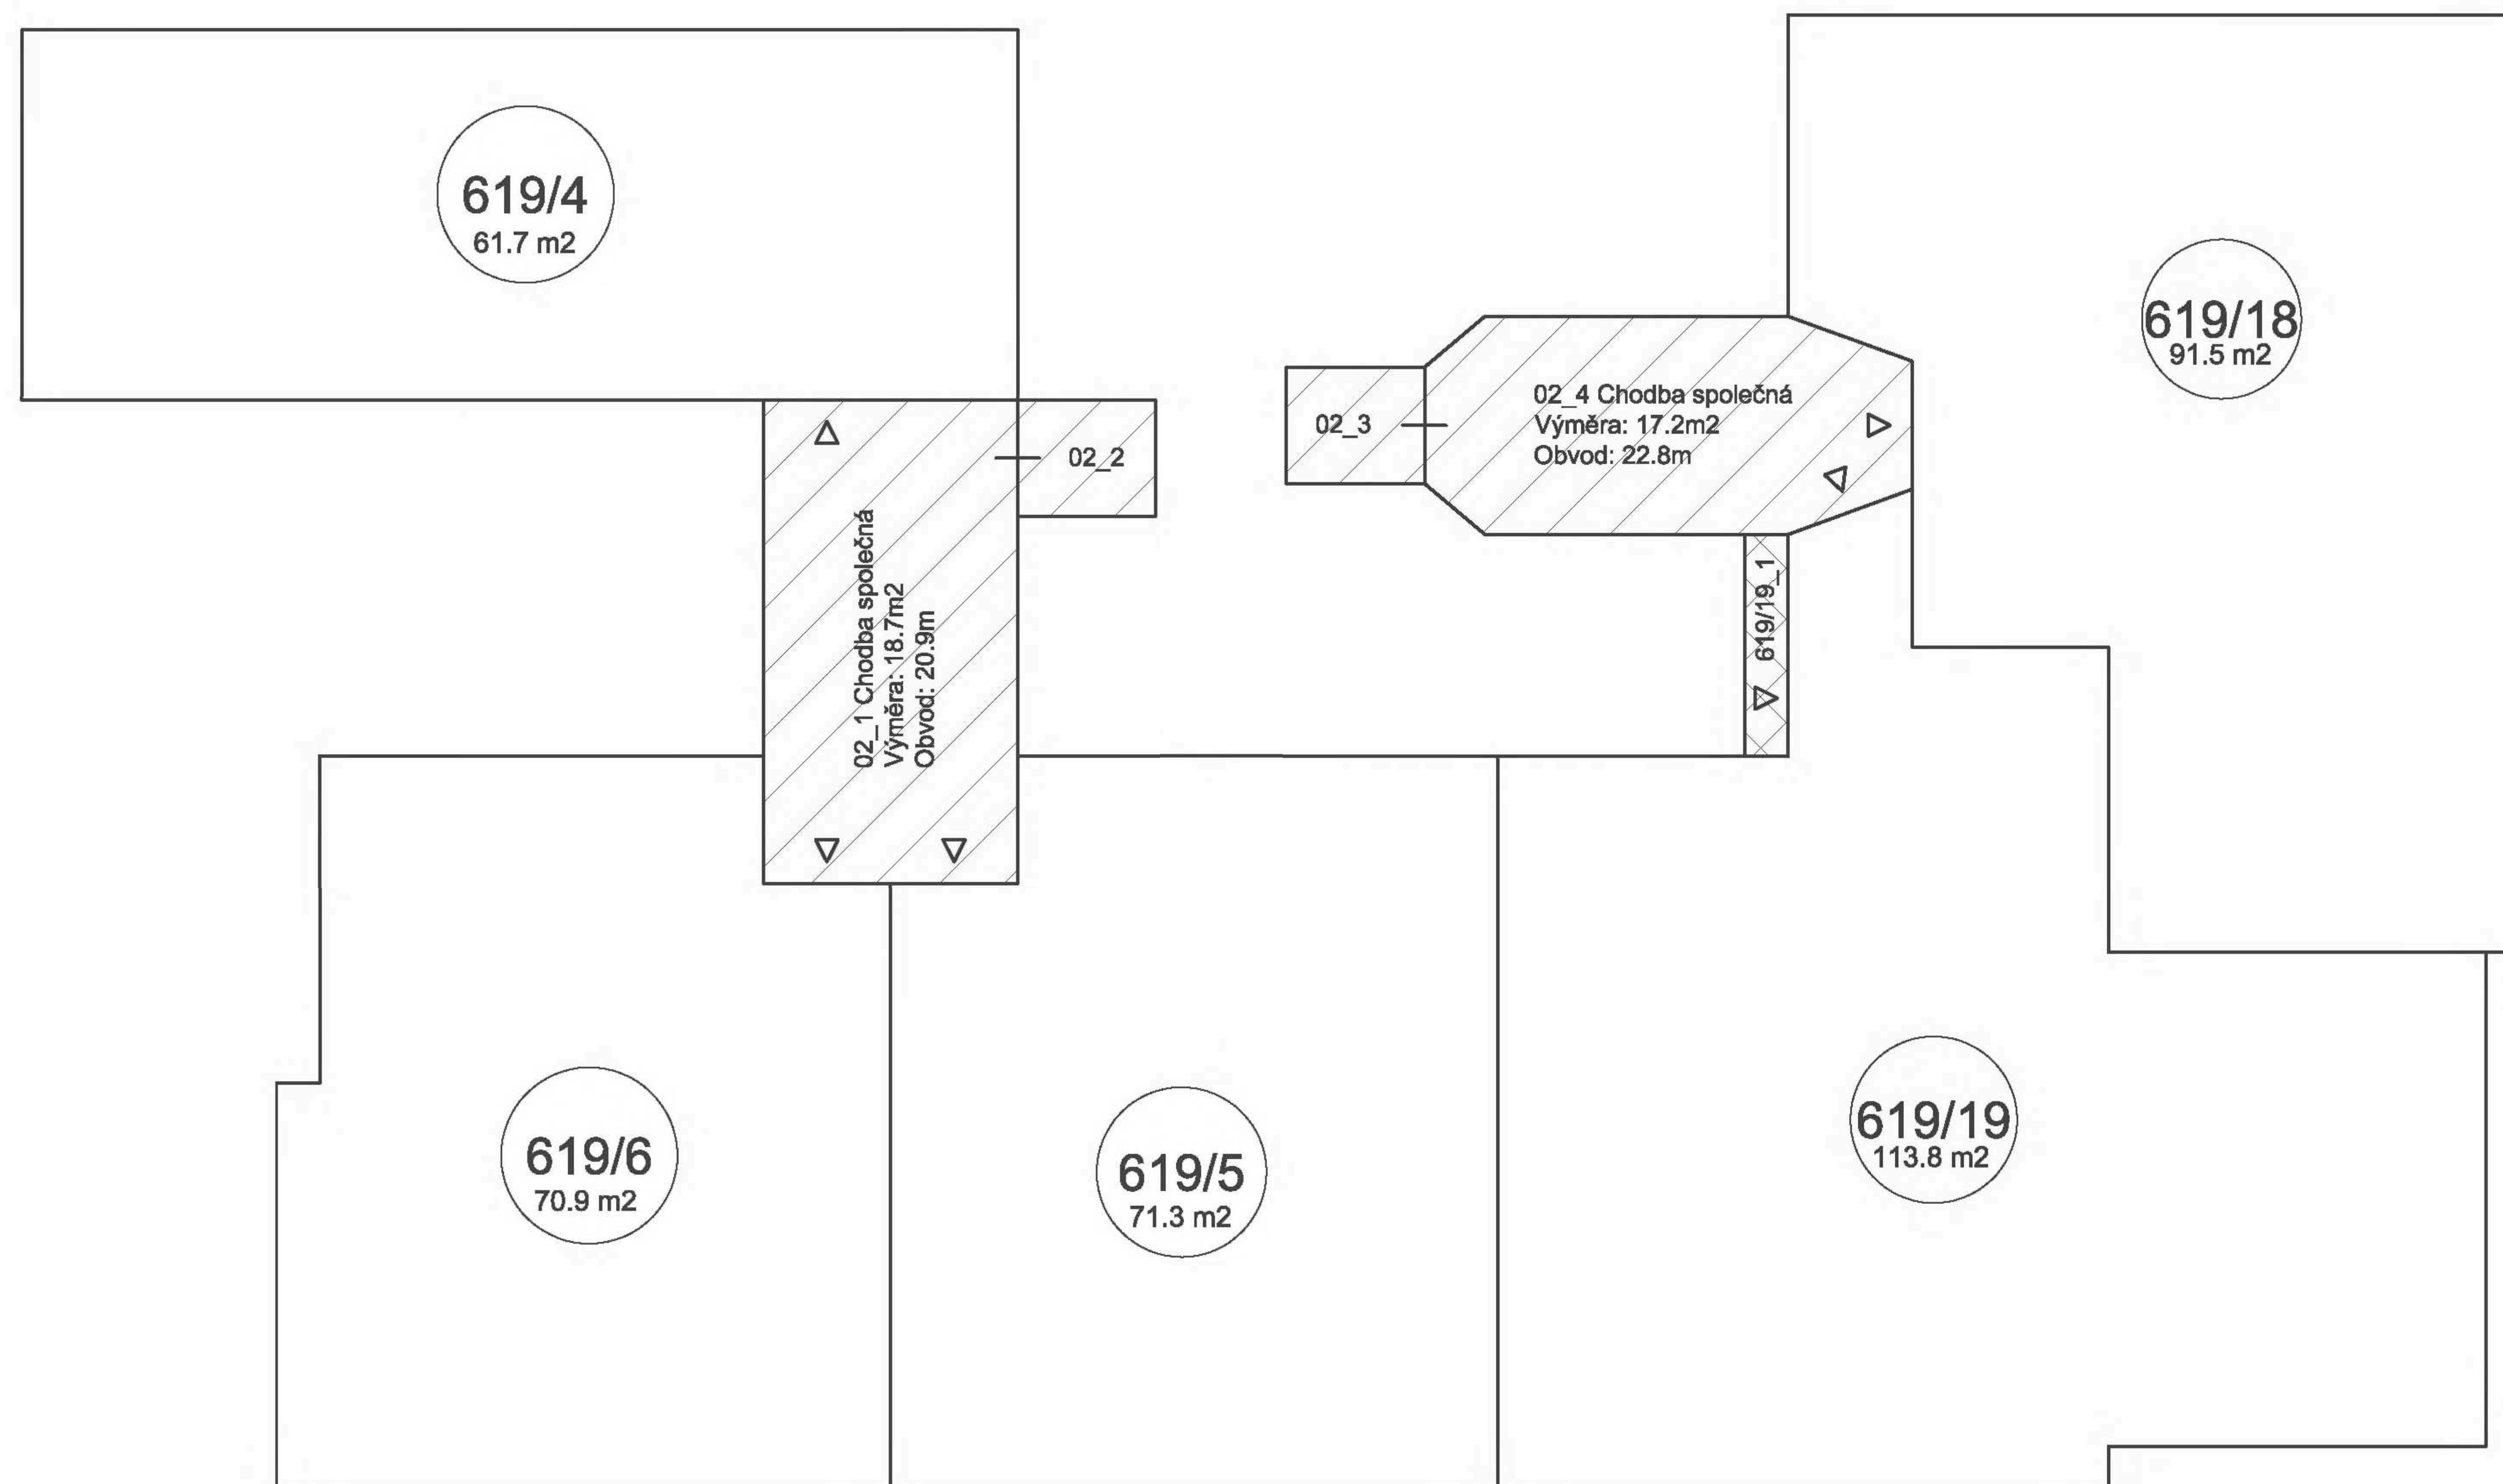 619/4
61.7 m2
619/18
91.5 m2
02_3
02_4 Chodba společná
Výměra: 17.2m2
Obvod: 22.8m
02_2
02_1 Chodba společná
Výměra: 18.7m2
Obvod: 20.9m
619/19_1
619/6
70.9 m2
619/5
71.3 m2
619/19
113.8 m2